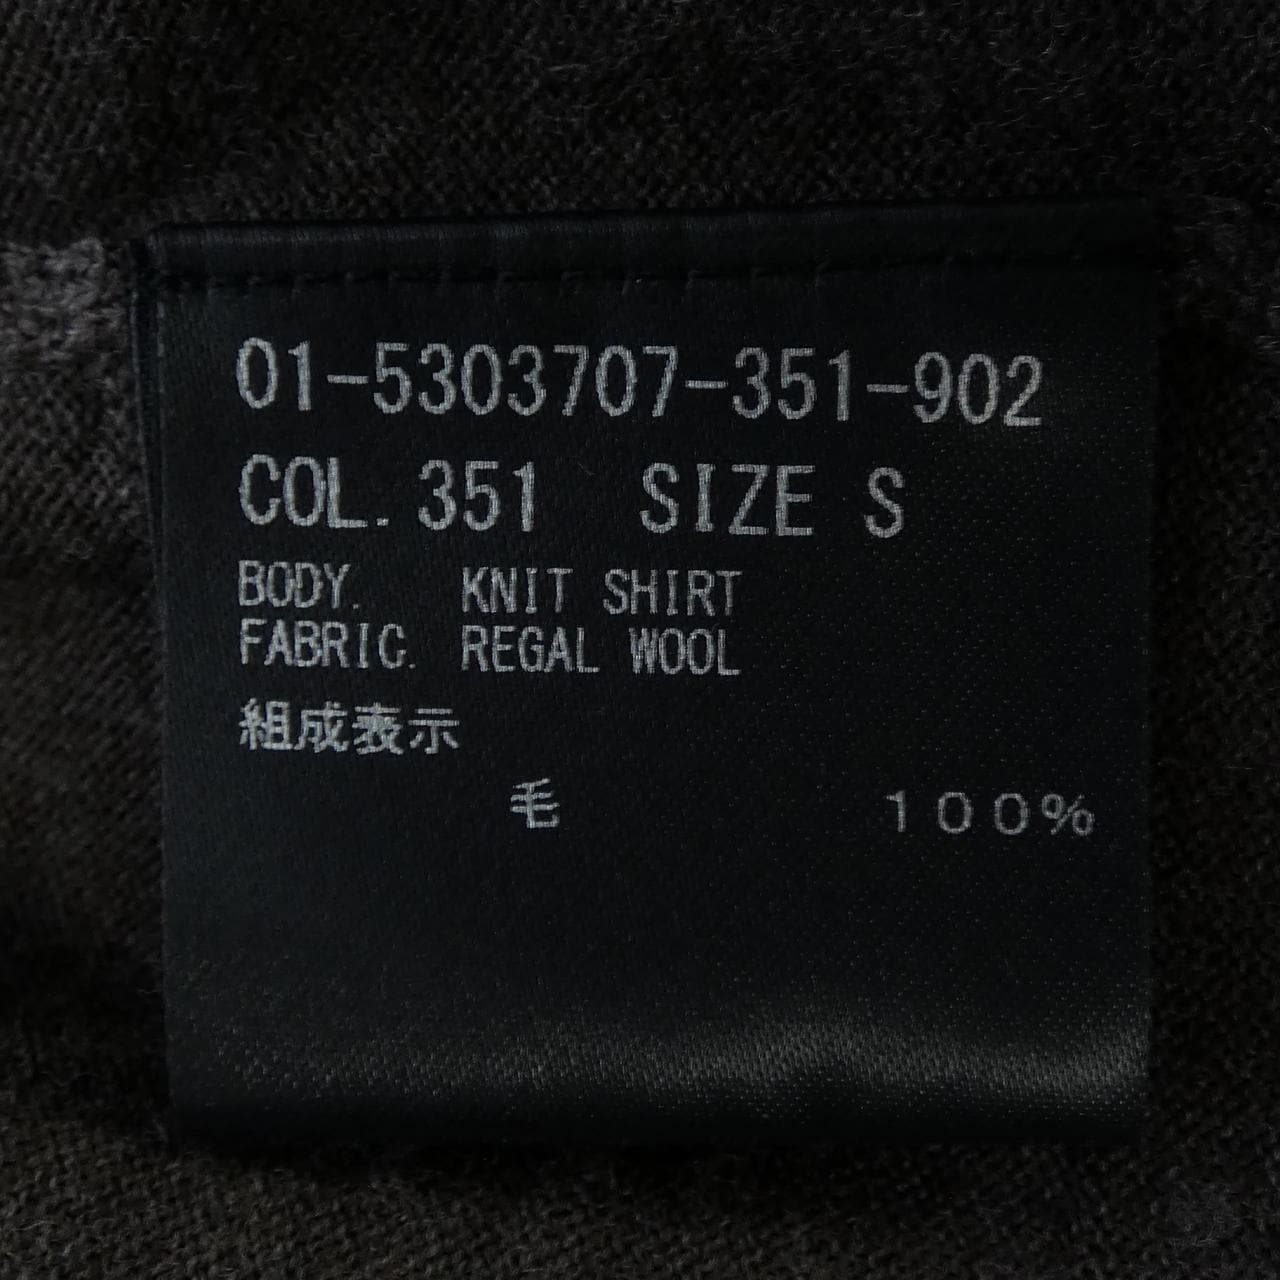 01-5303707-351-902
COL. 351 SIZE S
BODY. KNIT SHIRT
FABRIC. REGAL WOOL
組成表示
毛 100%